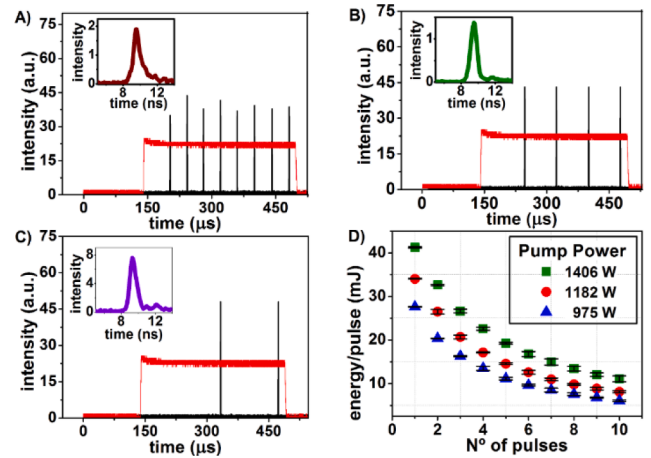 A)
75
60
45
30
15
0
intensity (a.u.)
0 150 300 450
time (µs)
2
1
0
intensity
8 12
time (ns)
B)
75
60
45
30
15
0
intensity (a.u.)
0 150 300 450
time (µs)
1
0
intensity
8 12
time (ns)
C)
75
60
45
30
15
0
intensity (a.u.)
0 150 300 450
time (µs)
8
4
0
intensity
8 12
time (ns)
D)
40
30
20
10
energy/pulse (mJ)
0 2 4 6 8 10
Nº of pulses
Pump Power
1406 W
1182 W
975 W